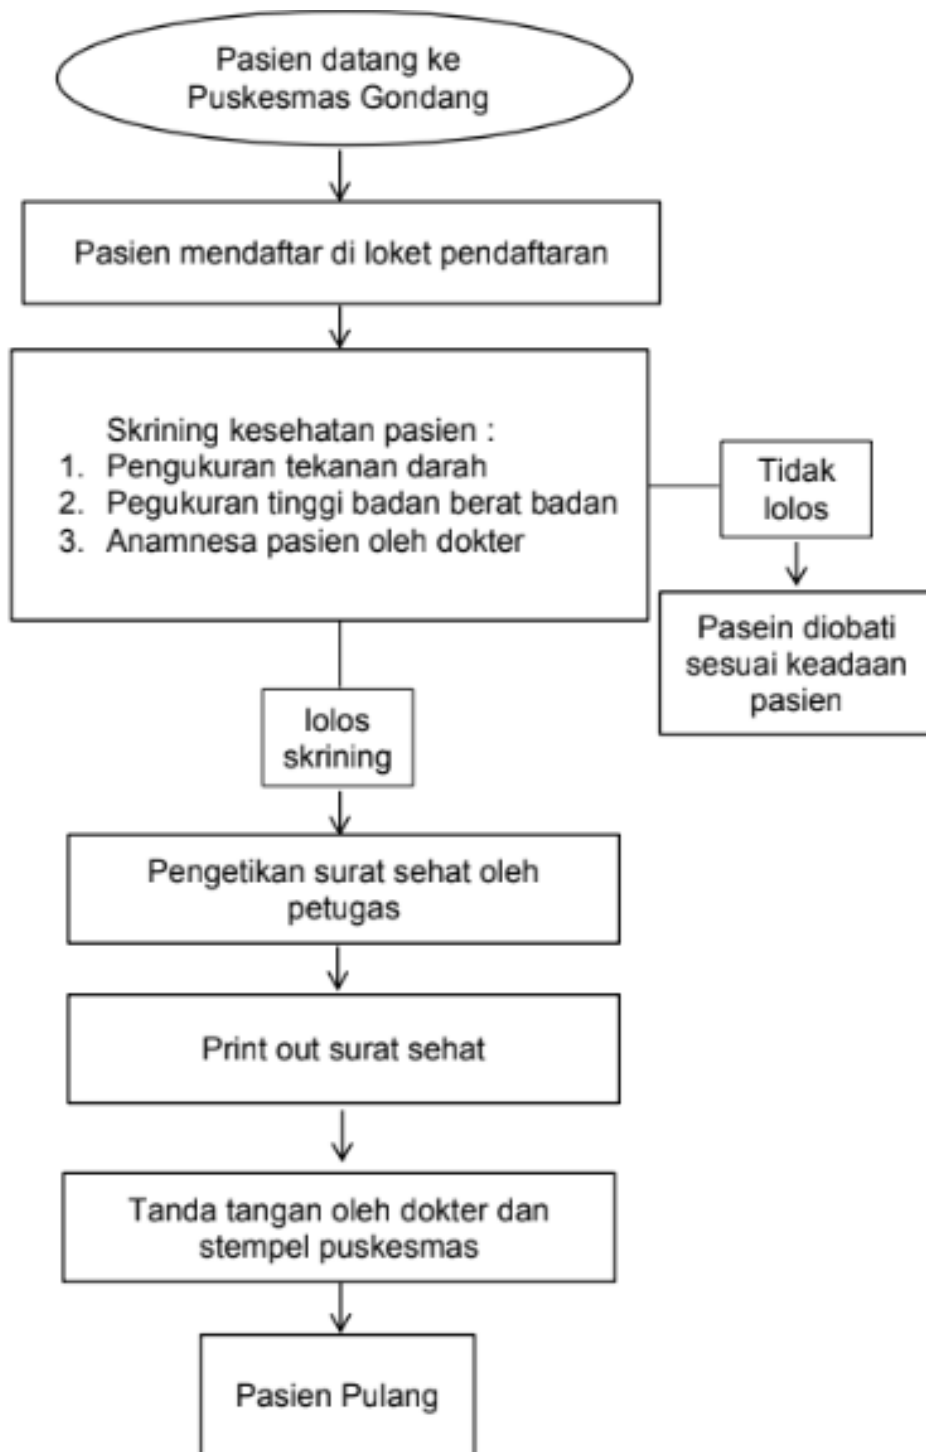 Pasien datang ke
Puskesmas Gondang
Pasien mendaftar di loket pendaftaran
Skrining kesehatan pasien :
1. Pengukuran tekanan darah
2. Pegukuran tinggi badan berat badan
3. Anamnesa pasien oleh dokter
Tidak
lolos
Pasein diobati
sesuai keadaan
pasien
lolos
skrining
Pengetikan surat sehat oleh
petugas
Print out surat sehat
Tanda tangan oleh dokter dan
stempel puskesmas
Pasien Pulang